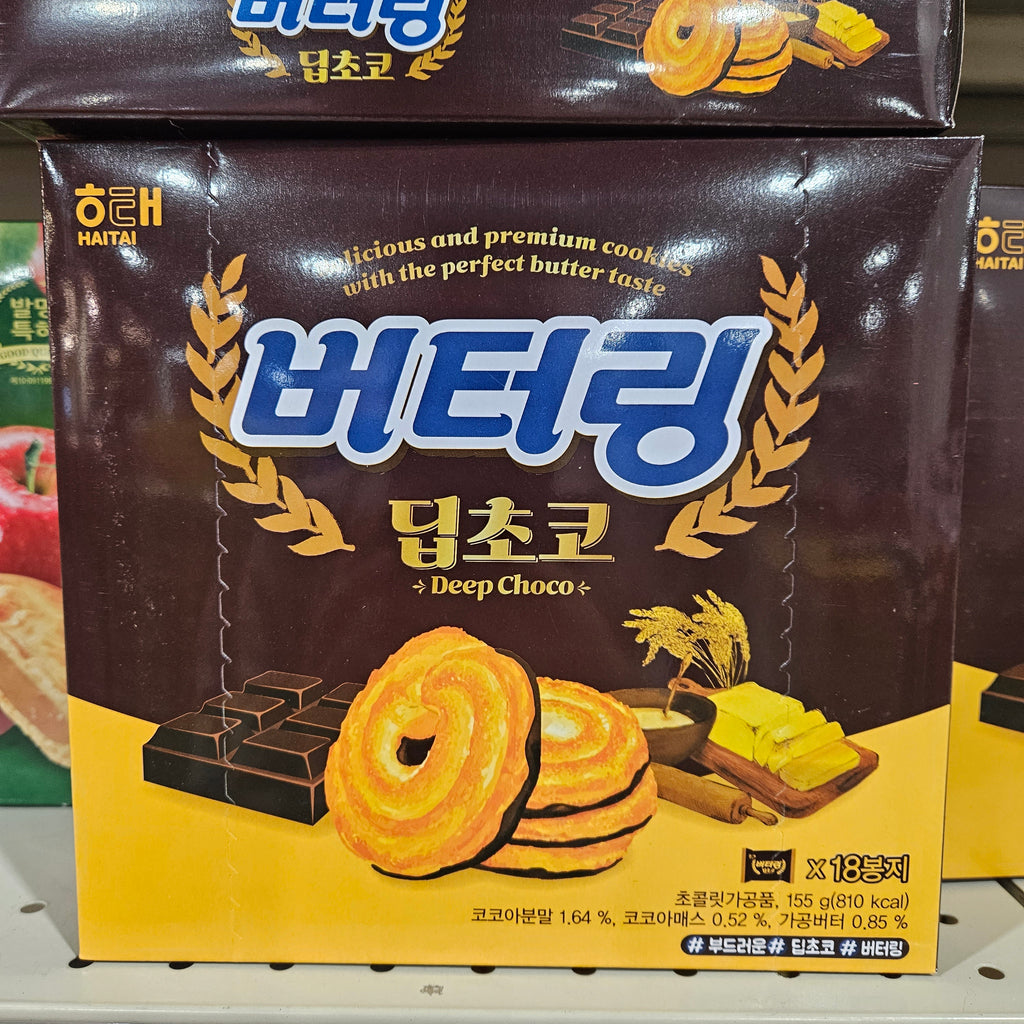 버터링
딥초코
해태
HAITAI
and premium cookies
with the perfect butter taste
버터링
딥초코
Deep Choco
버터링
x 18봉지
초콜릿가공품, 155 g(810 kcal)
코코아분말 1.64 %, 코코아매스 0.52 %, 가공버터 0.85 %
# 부드러운 # 딥초코 # 버터링
HAITAI